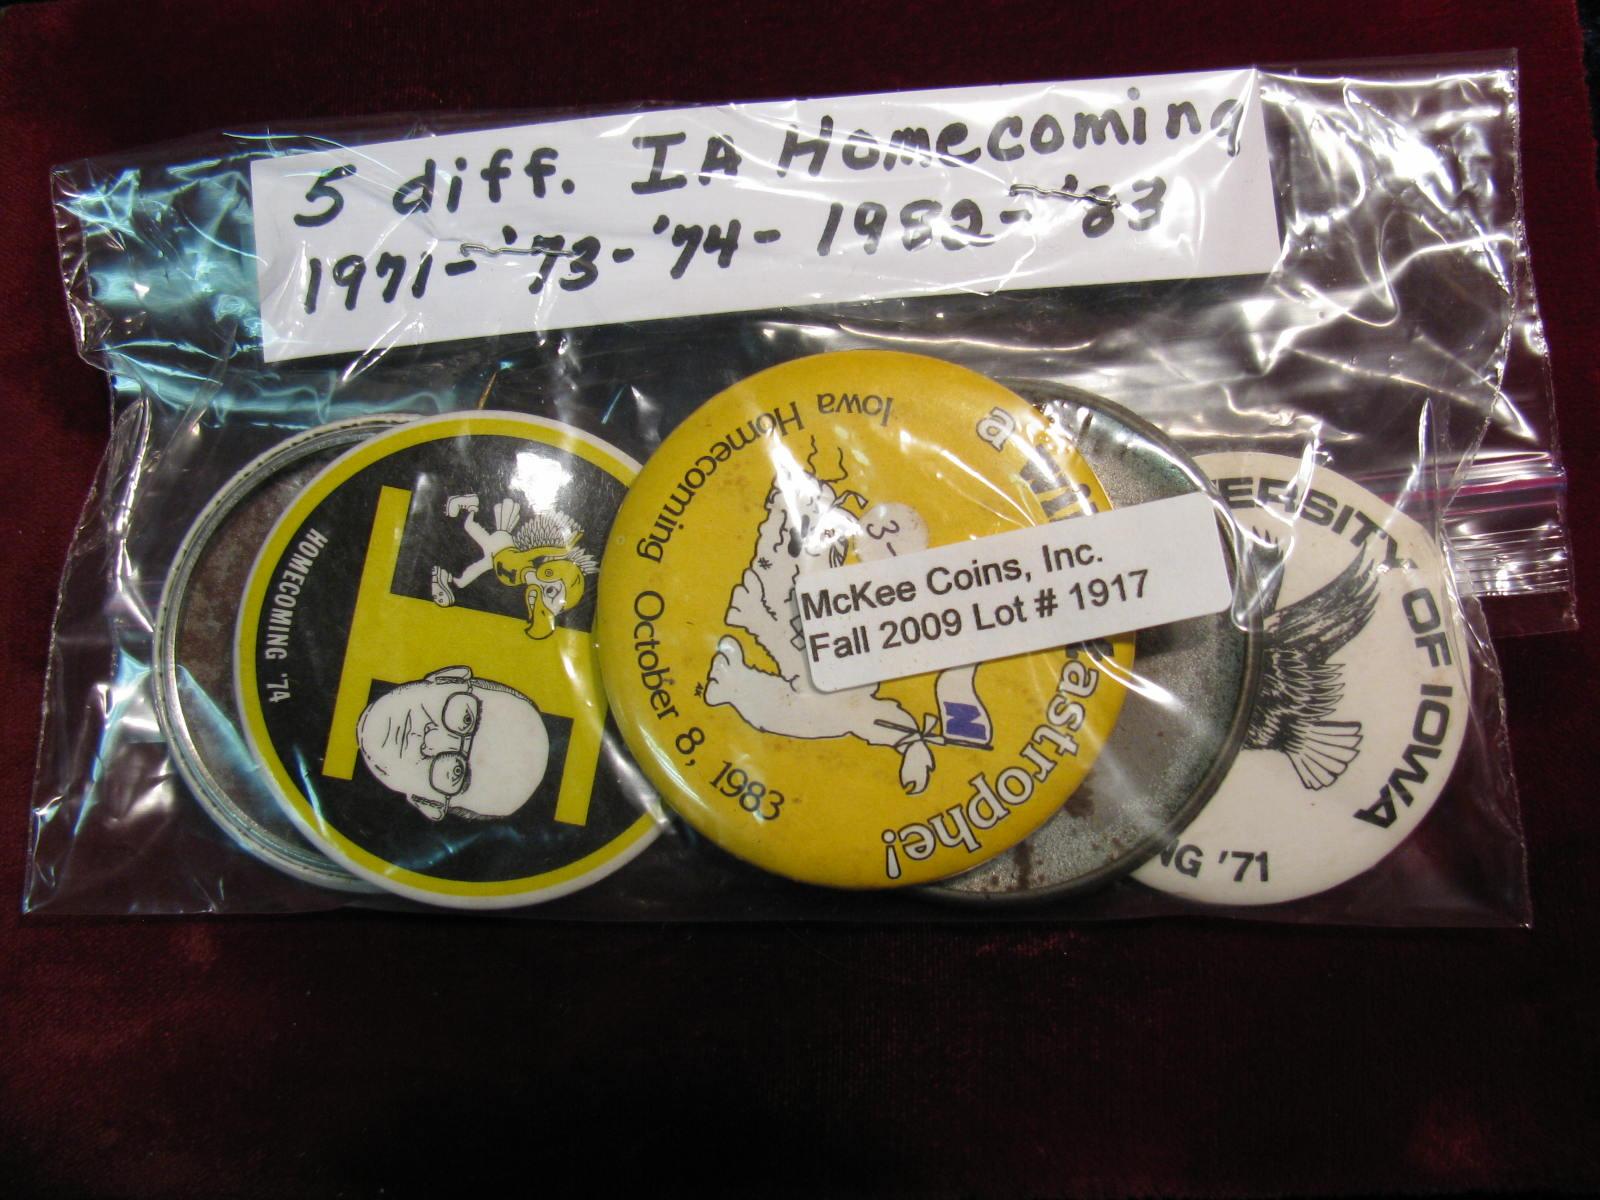 5 diff. IA Homecoming
1971-'73-'74-1982-'83
HOMECOMING '74
I
Iowa Homecoming October 8, 1983
a
astrophe!
N
3-
McKee Coins, Inc.
Fall 2009 Lot # 1917
ERSITY OF IOWA
NG '71